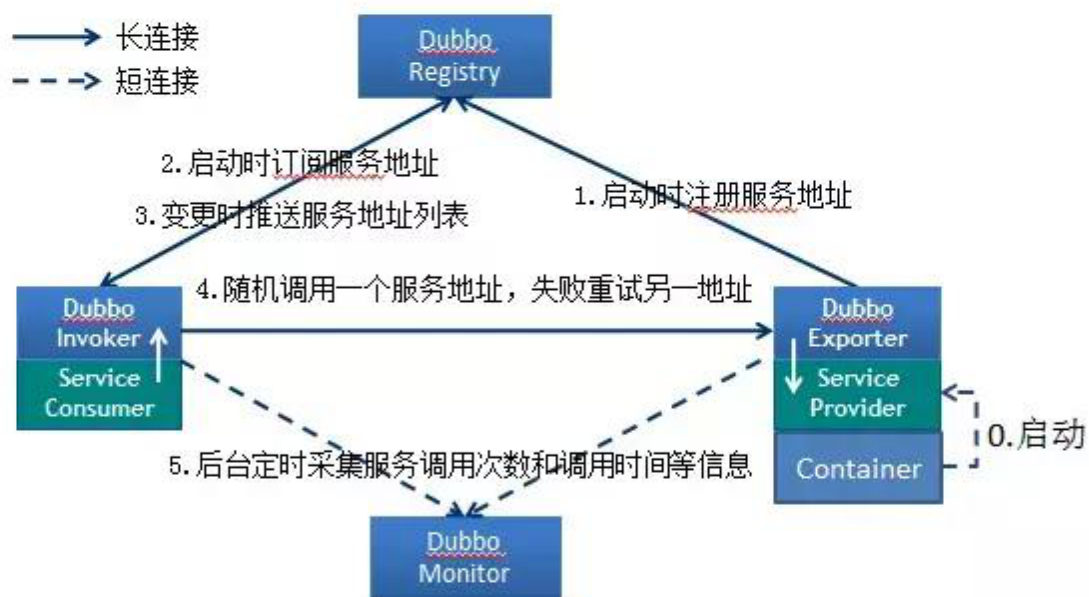 长连接
短连接
Dubbo
Registry
2.启动时订阅服务地址
3.变更时推送服务地址列表
1.启动时注册服务地址
4.随机调用一个服务地址，失败重试另一地址
Dubbo
Invoker
Service
Consumer
Dubbo
Exporter
Service
Provider
Container
0.启动
5.后台定时采集服务调用次数和调用时间等信息
Dubbo
Monitor